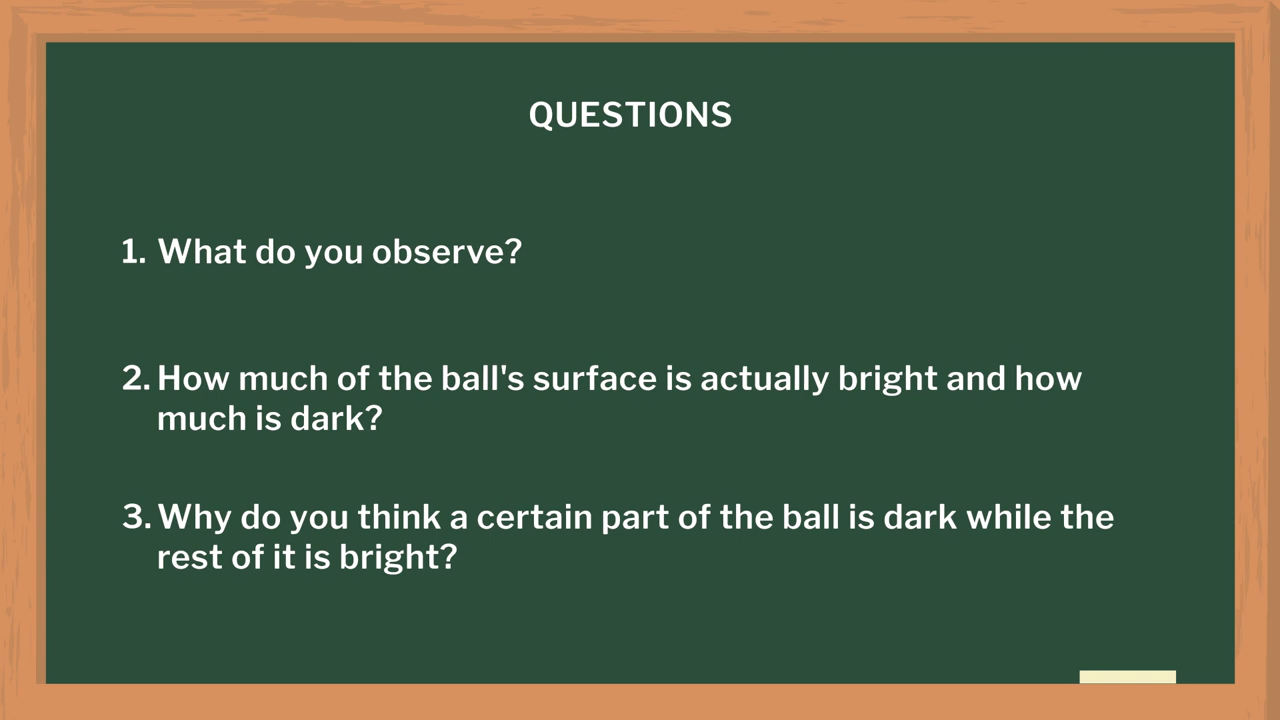 QUESTIONS
1. What do you observe?
2. How much of the ball's surface is actually bright and how
much is dark?
3. Why do you think a certain part of the ball is dark while the
rest of it is bright?